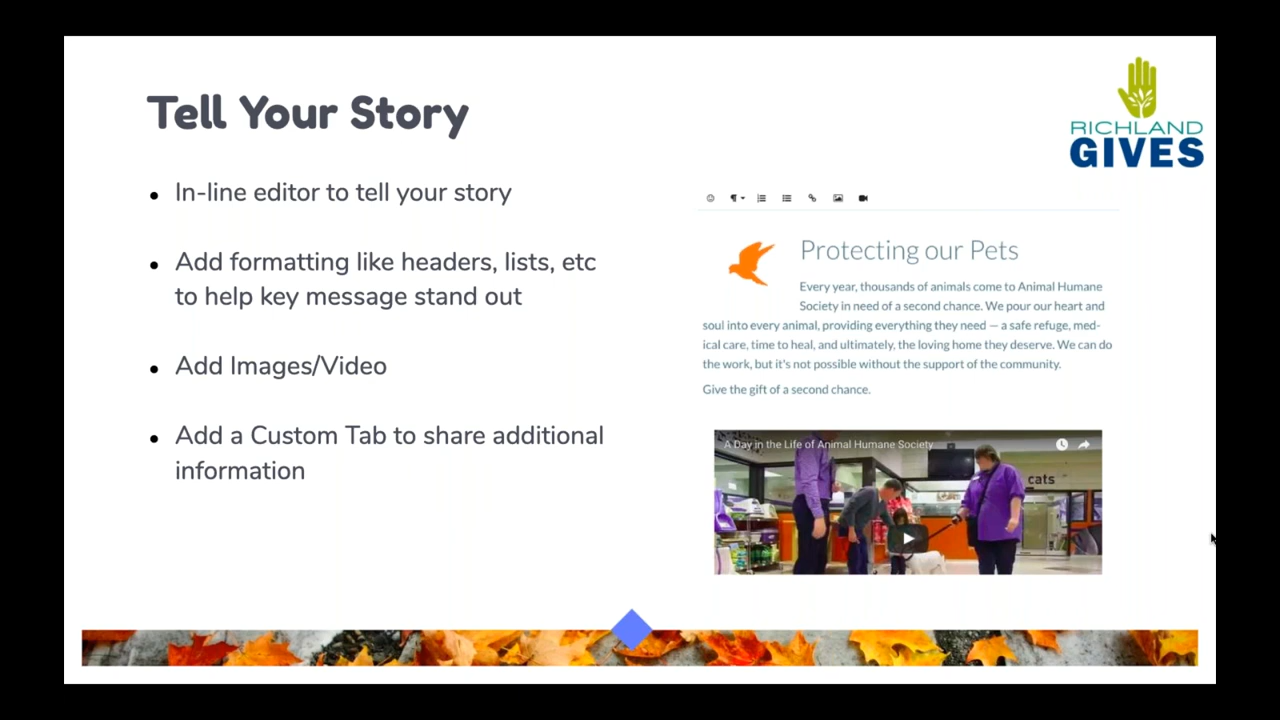 Tell Your Story
RICHLAND
GIVES
• In-line editor to tell your story
• Add formatting like headers, lists, etc
to help key message stand out
• Add Images/Video
• Add a Custom Tab to share additional
information
Protecting our Pets
Every year, thousands of animals come to Animal Humane
Society in need of a second chance. We pour our heart and
soul into every animal, providing everything they need — a safe refuge, med-
ical care, time to heal, and ultimately, the loving home they deserve. We can do
the work, but it's not possible without the support of the community.
Give the gift of a second chance.
A Day in the Life of Animal Humane Society
cats